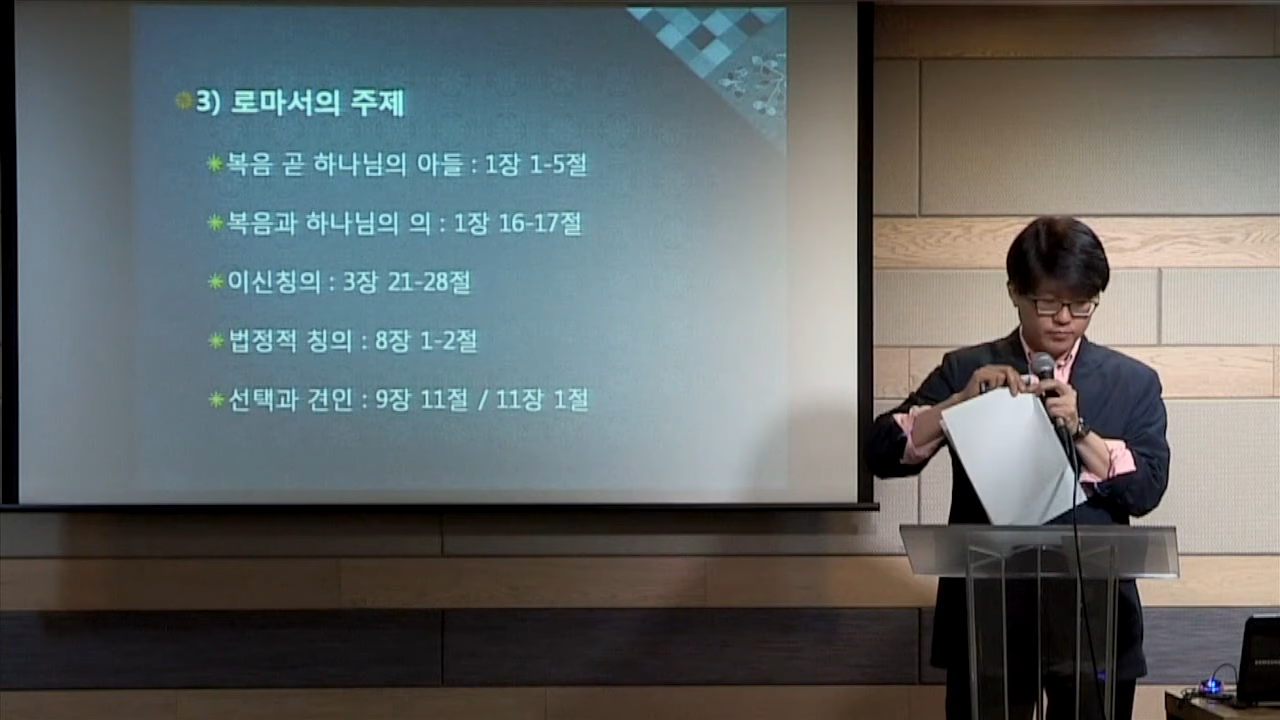 3) 로마서의 주제
복음 곧 하나님의 아들 : 1장 1-5절
복음과 하나님의 의 : 1장 16-17절
이신칭의 : 3장 21-28절
법정적 칭의 : 8장 1-2절
선택과 견인 : 9장 11절 / 11장 1절